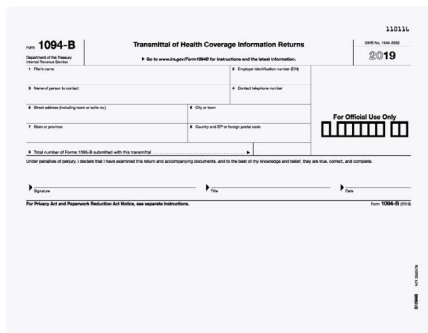 110116
Form 1094-B
Department of the Treasury
Internal Revenue Service
Transmittal of Health Coverage Information Returns
▶ Go to www.irs.gov/Form1094B for instructions and the latest information.
OMB No. 1545-2252
2019
1 Filer's name
2 Employer identification number (EIN)
3 Name of person to contact
4 Contact telephone number
5 Street address (including room or suite no.)
6 City or town
7 State or province
8 Country and ZIP or foreign postal code
For Official Use Only
9 Total number of Forms 1095-B submitted with this transmittal ▶
Under penalties of perjury, I declare that I have examined this return and accompanying documents, and to the best of my knowledge and belief, they are true, correct, and complete.
Signature
Title
Date
For Privacy Act and Paperwork Reduction Act Notice, see separate instructions.
Form 1094-B (2019)